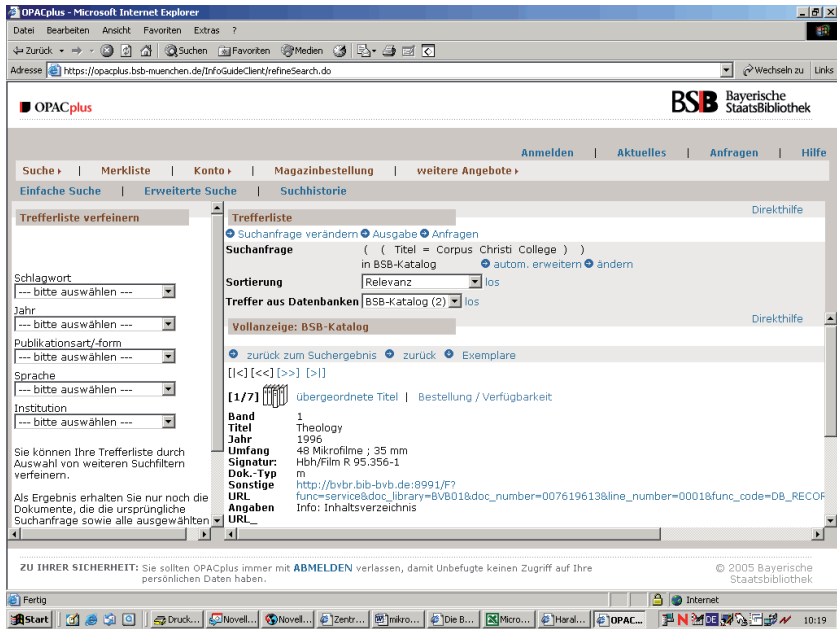 OPACplus - Microsoft Internet Explorer
Datei Bearbeiten Ansicht Favoriten Extras ?
Zurück Suchen Favoriten Medien
Adresse https://opacplus.bsb-muenchen.de/InfoGuideClient/refineSearch.do Wechseln zu Links
OPACplus
BSB Bayerische StaatsBibliothek
Anmelden | Aktuelles | Anfragen | Hilfe
Suche | Merkliste | Konto | Magazinbestellung | weitere Angebote
Einfache Suche | Erweiterte Suche | Suchhistorie
Trefferliste verfeinern
Schlagwort
--- bitte auswählen ---
Jahr
--- bitte auswählen ---
Publikationsart/-form
--- bitte auswählen ---
Sprache
--- bitte auswählen ---
Institution
--- bitte auswählen ---
Sie können Ihre Trefferliste durch
Auswahl von weiteren Suchfiltern
verfeinern.
Als Ergebnis erhalten Sie nur noch die
Dokumente, die die ursprüngliche
Suchanfrage sowie alle ausgewählten
Direkthilfe
Trefferliste
Suchanfrage verändern Ausgabe Anfragen
Suchanfrage ( ( Titel = Corpus Christi College ) )
in BSB-Katalog autom. erweitern ändern
Sortierung Relevanz los
Treffer aus Datenbanken BSB-Katalog (2) los
Direkthilfe
Vollanzeige: BSB-Katalog
zurück zum Suchergebnis zurück Exemplare
[|<] [<<] [>>] [>|]
[1/7] übergeordnete Titel | Bestellung / Verfügbarkeit
Band 1
Titel Theology
Jahr 1996
Umfang 48 Mikrofilme ; 35 mm
Signatur: Hbh/Film R 95.356-1
Dok.-Typ m
Sonstige http://bvbr.bib-bvb.de:8991/F?
URL func=service&doc_library=BVB01&doc_number=007619613&line_number=0001&func_code=DB_RECOR
Angaben Info: Inhaltsverzeichnis
URL_
ZU IHRER SICHERHEIT: Sie sollten OPACplus immer mit ABMELDEN verlassen, damit Unbefugte keinen Zugriff auf Ihre
persönlichen Daten haben.
© 2005 Bayerische
Staatsbibliothek
Fertig Internet
Start Druck... Novell... Novell... Zentr... mikro... Die B... Micro... Haral... OPAC... DE 10:19